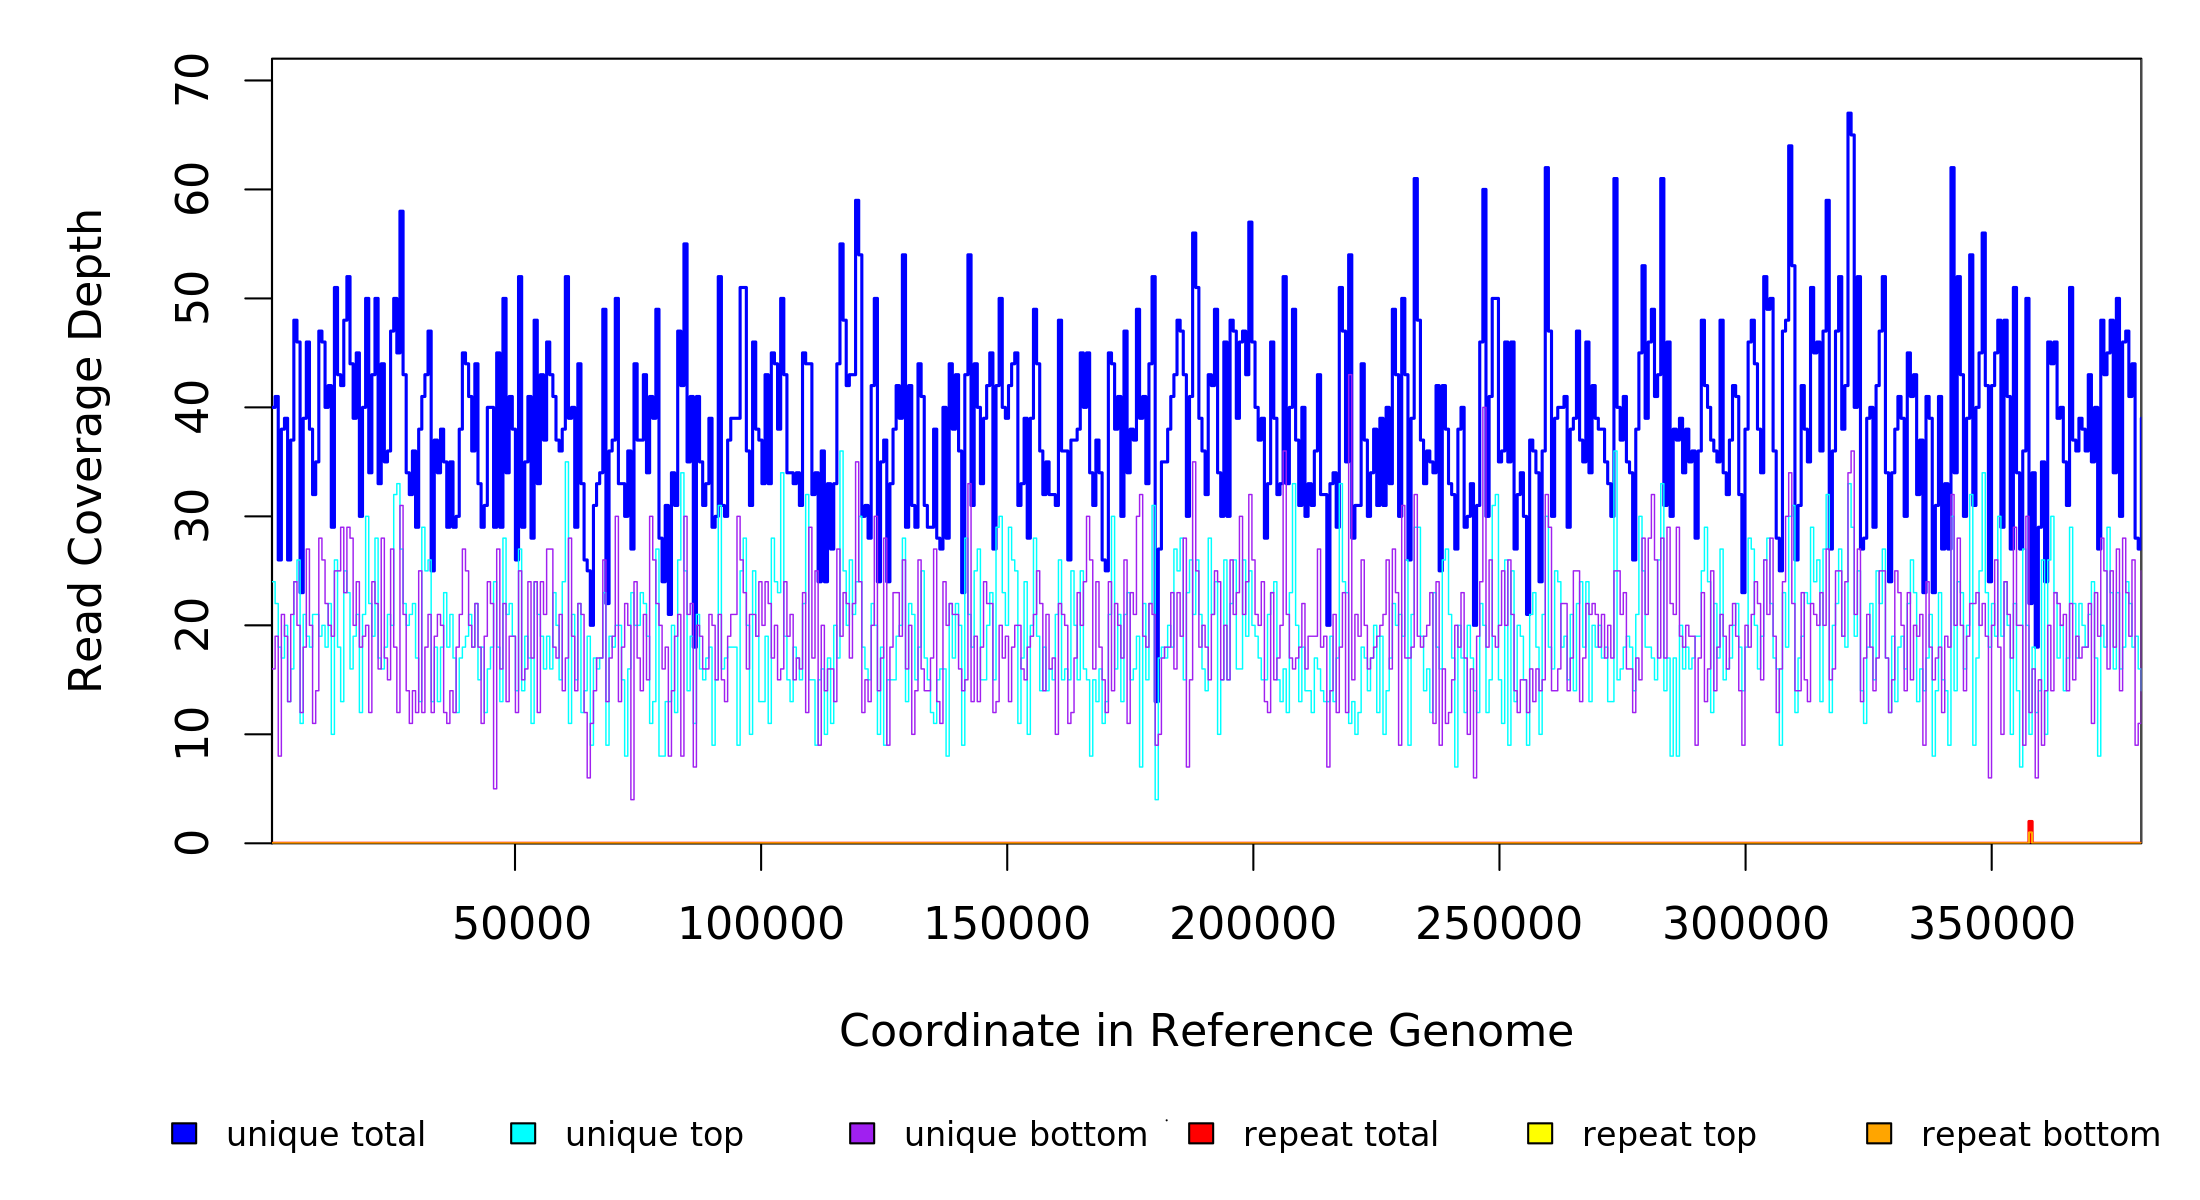 70
60
50
40
30
20
10
0
Read Coverage Depth
50000 100000 150000 200000 250000 300000 350000
Coordinate in Reference Genome
unique total unique top unique bottom repeat total repeat top repeat bottom